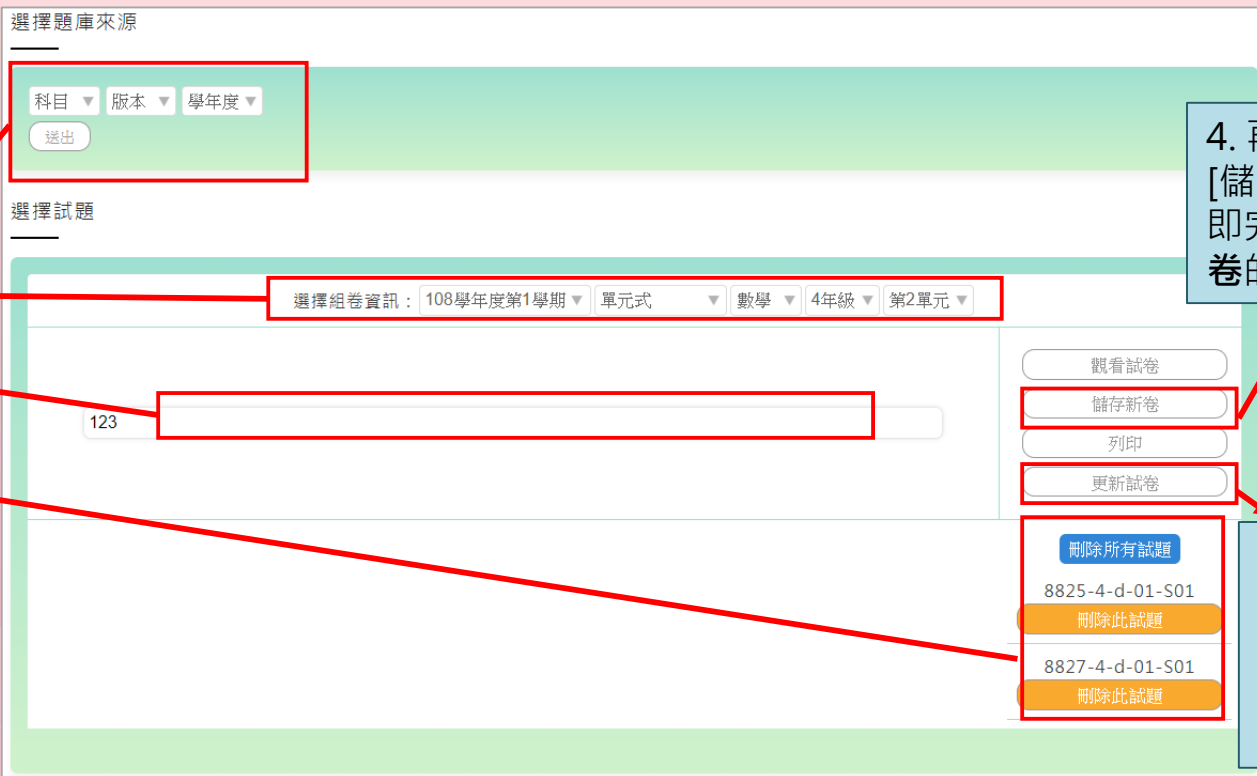 選擇題庫來源
科目 版本 學年度
送出
4.
[儲
即
卷
選擇試題
選擇組卷資訊： 108學年度第1學期 單元式 數學 4年級 第2單元
123
觀看試卷
儲存新卷
列印
更新試卷
刪除所有試題
8825-4-d-01-S01
刪除此試題
8827-4-d-01-S01
刪除此試題